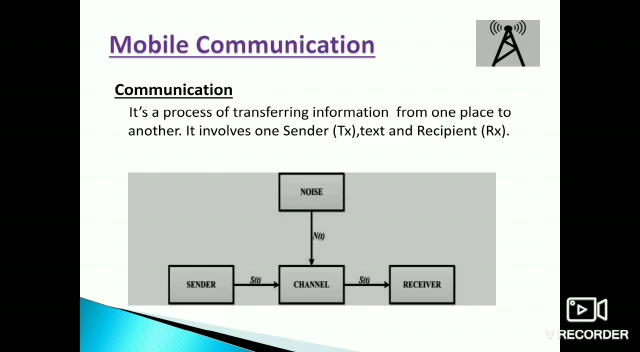 Mobile Communication
Communication
It's a process of transferring information from one place to
another. It involves one Sender (Tx),text and Recipient (Rx).
NOISE
N(t)
SENDER
S(t)
CHANNEL
S(t)
RECEIVER
V RECORDER